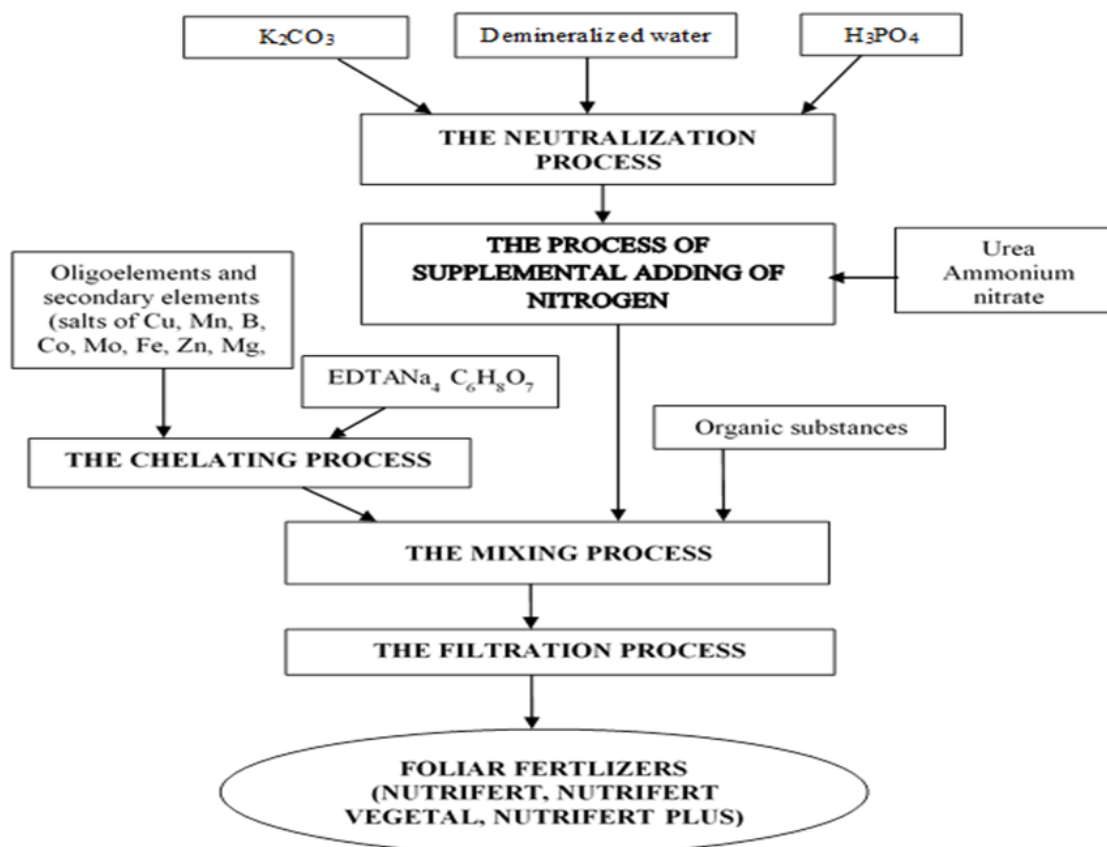 K₂CO₃
Demineralized water
H₃PO₄
THE NEUTRALIZATION
PROCESS
THE PROCESS OF
SUPPLEMENTAL ADDING OF
NITROGEN
Urea
Ammonium
nitrate
Oligoelements and
secondary elements
(salts of Cu, Mn, B,
Co, Mo, Fe, Zn, Mg,
EDTANa₄ C₆H₈O₇
Organic substances
THE CHELATING PROCESS
THE MIXING PROCESS
THE FILTRATION PROCESS
FOLIAR FERTLIZERS
(NUTRIFERT, NUTRIFERT
VEGETAL, NUTRIFERT PLUS)